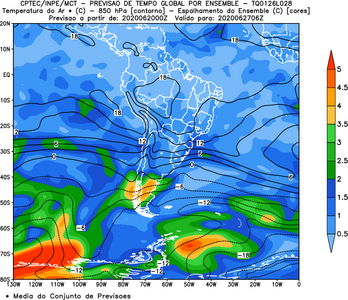 CPTEC/INPE/MCT - PREVISAO DE TEMPO GLOBAL POR ENSEMBLE - TQ0126L028
Temperatura do Ar * (C) - 850 hPa [contorno] - Espalhamento do Ensemble (C) [cores]
Previsao a partir de: 2020062000Z Valido para: 2020062706Z
20N
10N
EQ
10S
20S
30S
40S
50S
60S
70S
80S
130W 120W 110W 100W 90W 80W 70W 60W 50W 40W 30W 20W 10W 0
5
4.5
4
3.5
3
2.5
2
1.5
1
0.5
18
18
18
18
12
12
12
6
6
6
0
0
-6
-6
-12
-12
-12
-12
-12
-18
* Media do Conjunto de Previsoes